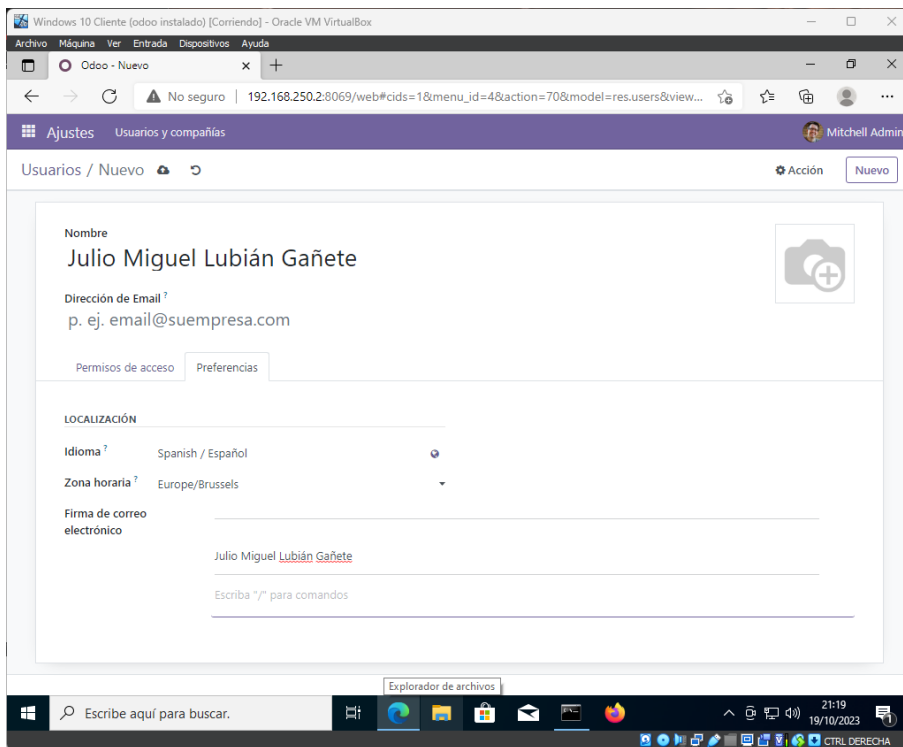 Windows 10 Cliente (odoo instalado) [Corriendo] - Oracle VM VirtualBox
Archivo Máquina Ver Entrada Dispositivos Ayuda
Odoo - Nuevo
No seguro 192.168.250.2:8069/web#cids=1&menu_id=4&action=70&model=res.users&view...
Ajustes Usuarios y compañías Mitchell Admin
Usuarios / Nuevo Acción Nuevo
Nombre
Julio Miguel Lubián Gañete
Dirección de Email ?
p. ej. email@suempresa.com
Permisos de acceso Preferencias
LOCALIZACIÓN
Idioma ? Spanish / Español
Zona horaria ? Europe/Brussels
Firma de correo
electrónico
Julio Miguel Lubián Gañete
Escriba "/" para comandos
Explorador de archivos
Escribe aquí para buscar. 21:19
19/10/2023 1
CTRL DERECHA